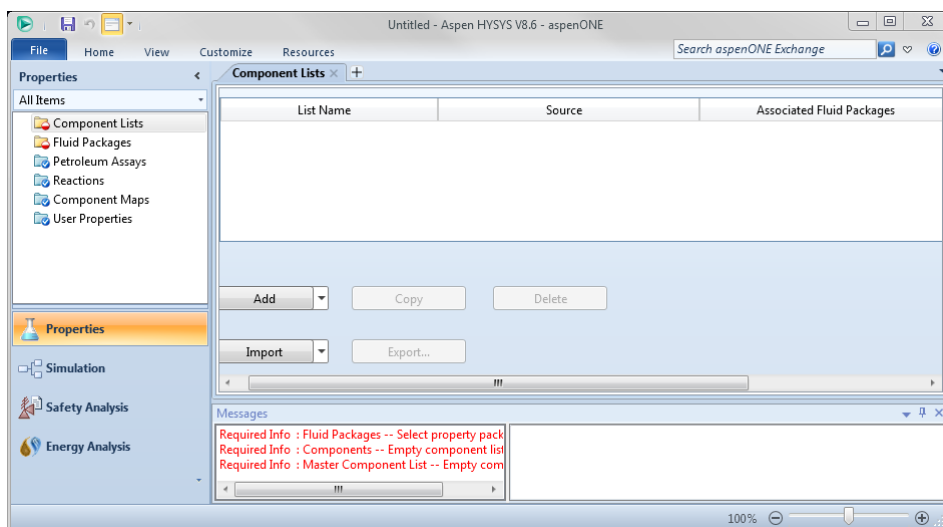 Untitled - Aspen HYSYS V8.6 - aspenONE
File Home View Customize Resources Search aspenONE Exchange
Properties
All Items
Component Lists
Fluid Packages
Petroleum Assays
Reactions
Component Maps
User Properties
Properties
Simulation
Safety Analysis
Energy Analysis
Component Lists
List Name Source Associated Fluid Packages
Add Copy Delete
Import Export...
Messages
Required Info : Fluid Packages -- Select property pack
Required Info : Components -- Empty component list
Required Info : Master Component List -- Empty com
100%